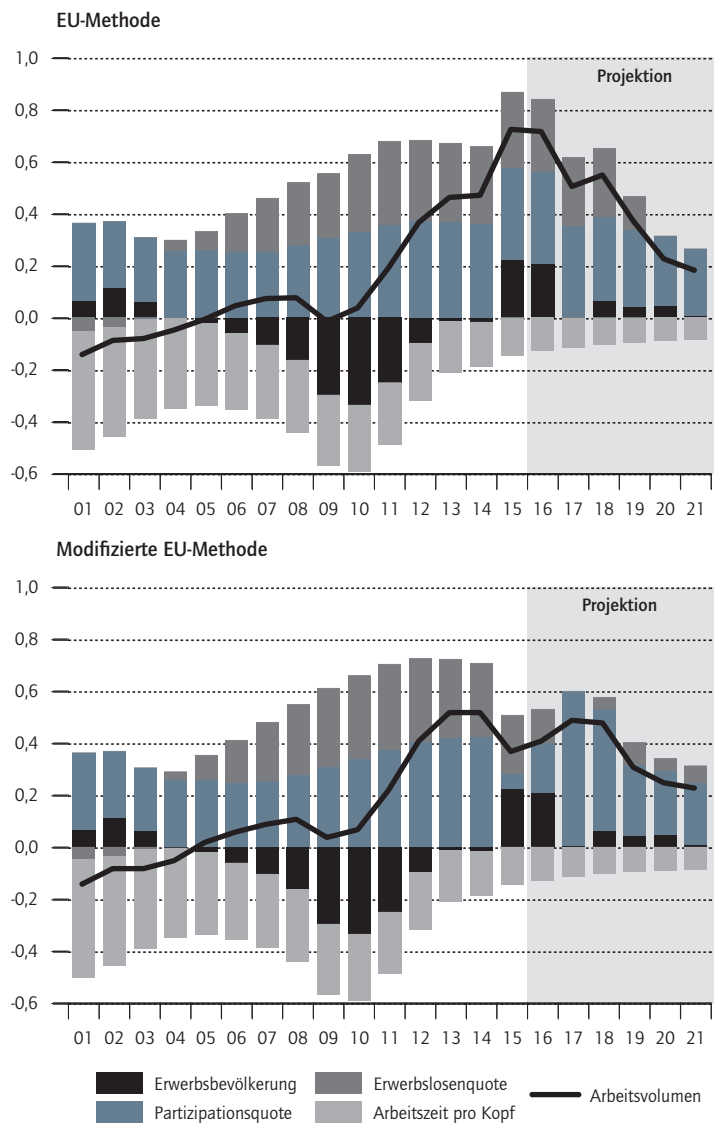 EU-Methode
1,0
Projektion
0,8
0,6
0,4
0,2
0,0
-0,2
-0,4
-0,6
01 02 03 04 05 06 07 08 09 10 11 12 13 14 15 16 17 18 19 20 21
Modifizierte EU-Methode
1,0
Projektion
0,8
0,6
0,4
0,2
0,0
-0,2
-0,4
-0,6
01 02 03 04 05 06 07 08 09 10 11 12 13 14 15 16 17 18 19 20 21
Erwerbsbevölkerung Erwerbslosenquote Arbeitsvolumen
Partizipationsquote Arbeitszeit pro Kopf